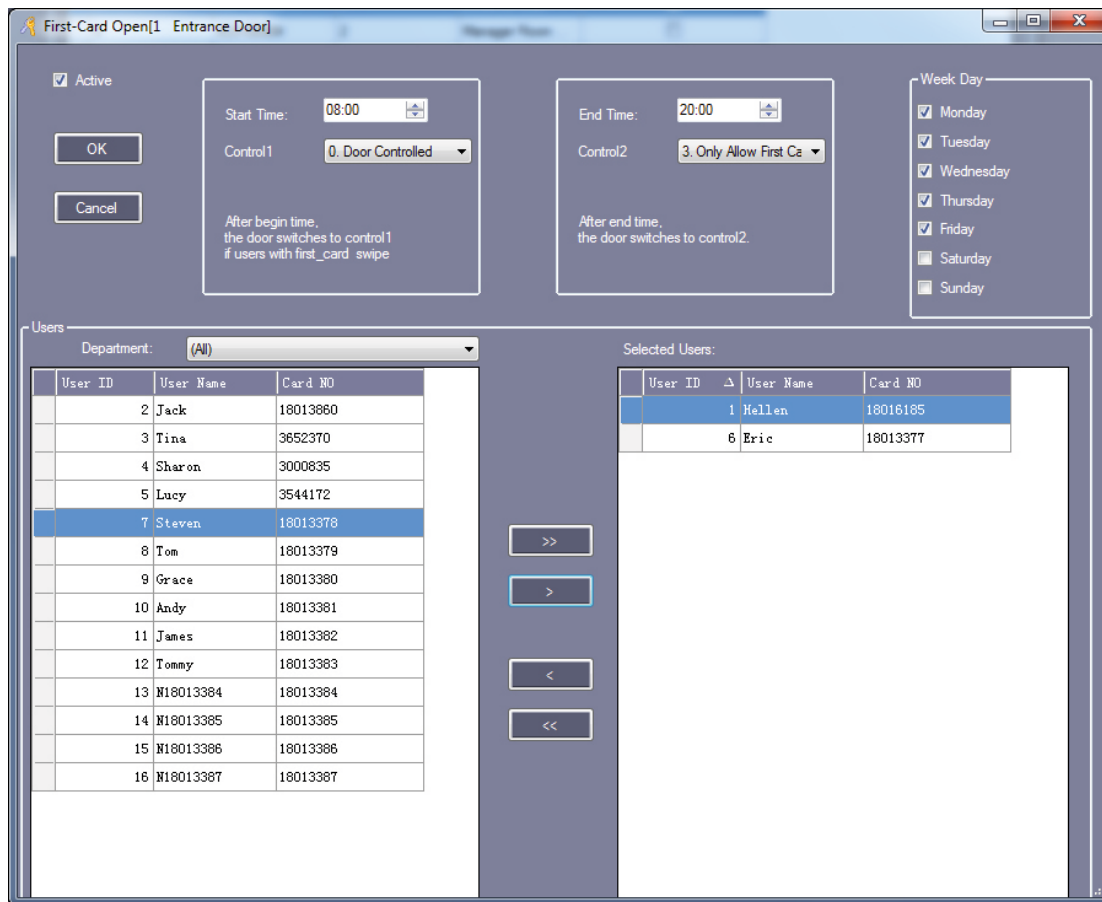 First-Card Open[1 Entrance Door]
2 Manager Room
Active
OK
Cancel
Start Time: 08:00
Control1 0. Door Controlled
After begin time,
the door switches to control1
if users with first_card swipe
End Time: 20:00
Control2 3. Only Allow First Ca
After end time,
the door switches to control2.
Week Day
Monday
Tuesday
Wednesday
Thursday
Friday
Saturday
Sunday
Users
Department: (All)
User ID User Name Card NO
2 Jack 18013860
3 Tina 3652370
4 Sharon 3000835
5 Lucy 3544172
7 Steven 18013378
8 Tom 18013379
9 Grace 18013380
10 Andy 18013381
11 James 18013382
12 Tommy 18013383
13 N18013384 18013384
14 N18013385 18013385
15 N18013386 18013386
16 N18013387 18013387
>>
>
<
<<
Selected Users:
User ID User Name Card NO
1 Hellen 18016185
6 Eric 18013377